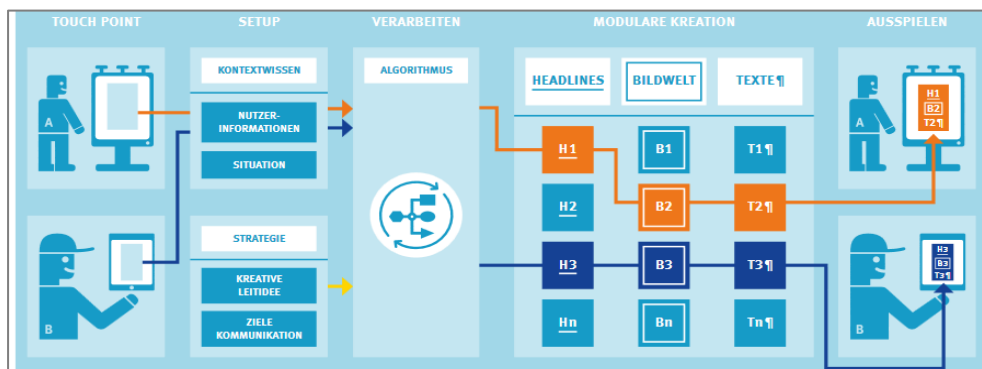 TOUCH POINT
SETUP
VERARBEITEN
MODULARE KREATION
AUSSPIELEN
A
B
KONTEXTWISSEN
NUTZER-
INFORMATIONEN
SITUATION
STRATEGIE
KREATIVE
LEITIDEE
ZIELE
KOMMUNIKATION
ALGORITHMUS
HEADLINES
BILDWELT
TEXTE¶
H1
B1
T1¶
H2
B2
T2¶
H3
B3
T3¶
Hn
Bn
Tn¶
A
H1
B2
T2¶
B
H3
B3
T3¶